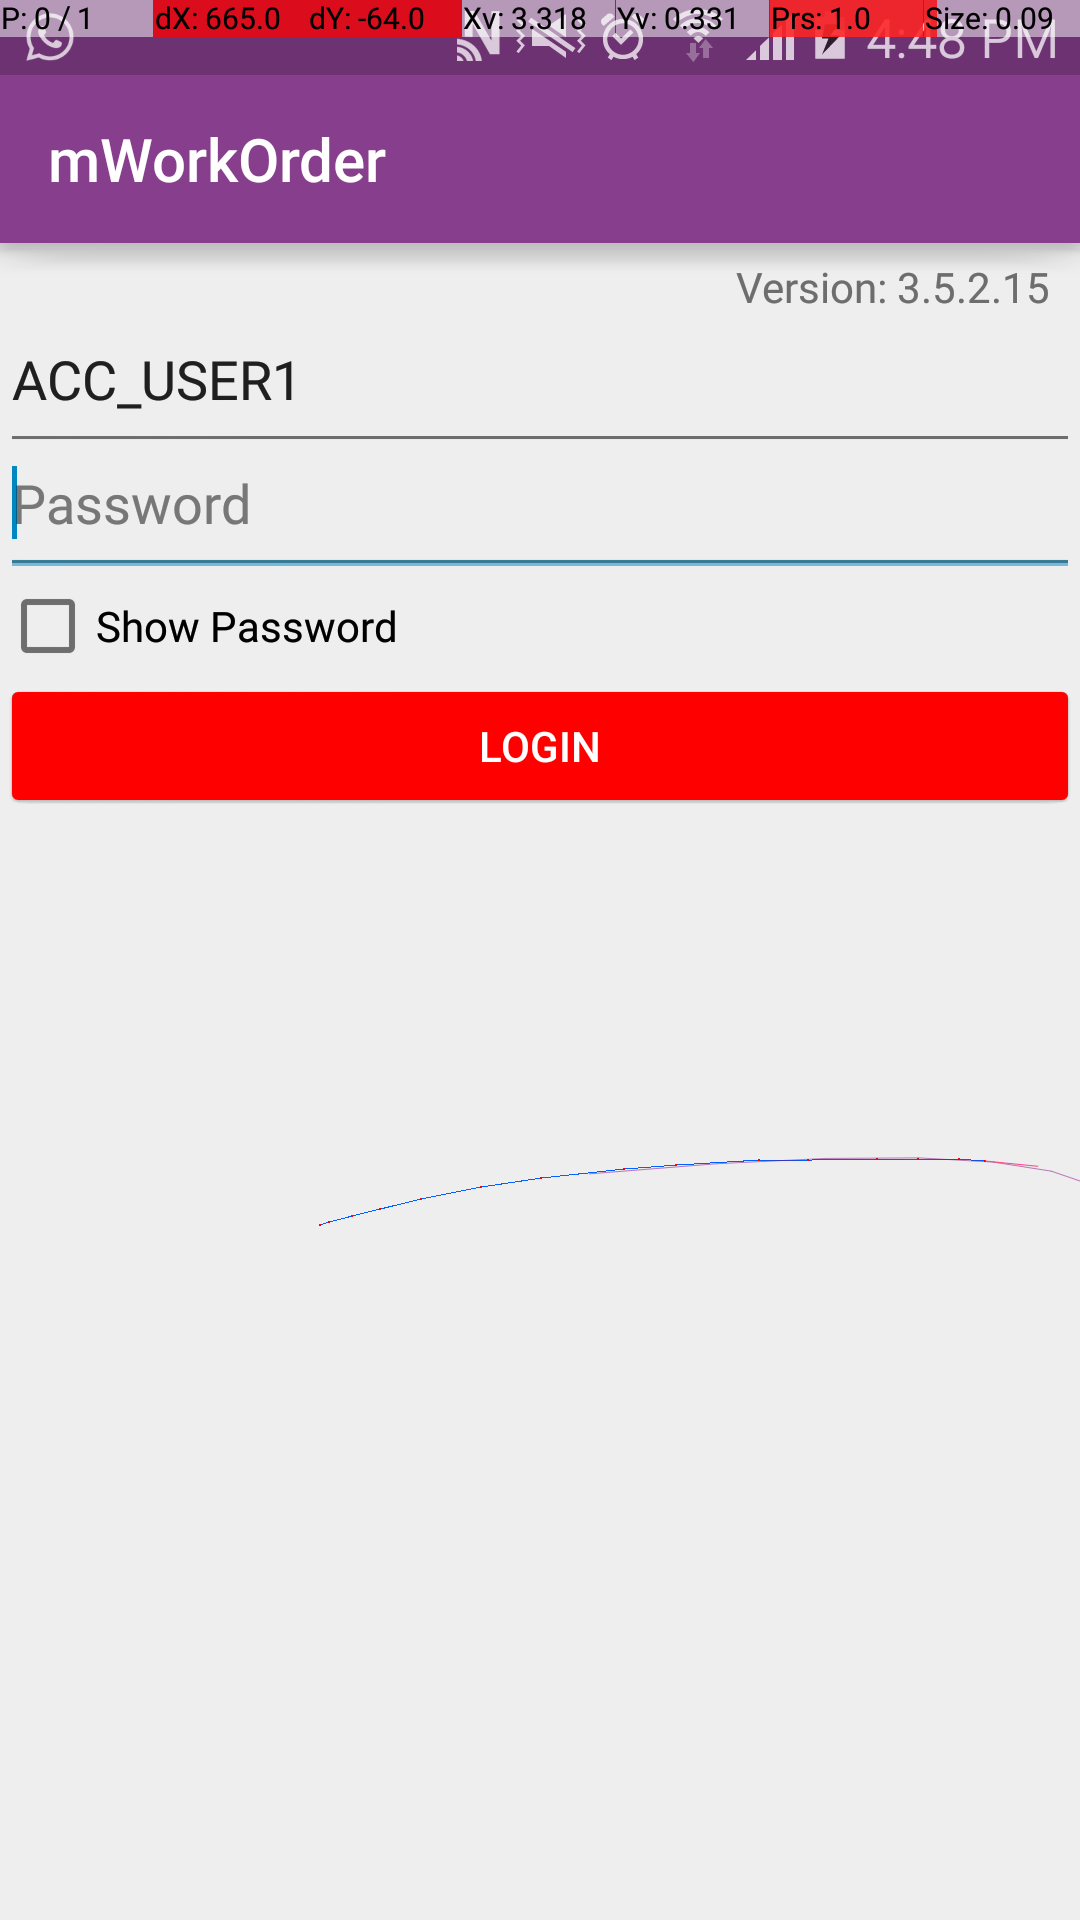 P: 0 / 1 dX: 665.0 dY: -64.0 Xv: 3.318 Yv: 0.331 Prs: 1.0 Size: 0.09
4:48 PM
mWorkOrder
Version: 3.5.2.15
ACC_USER1
Password
Show Password
LOGIN